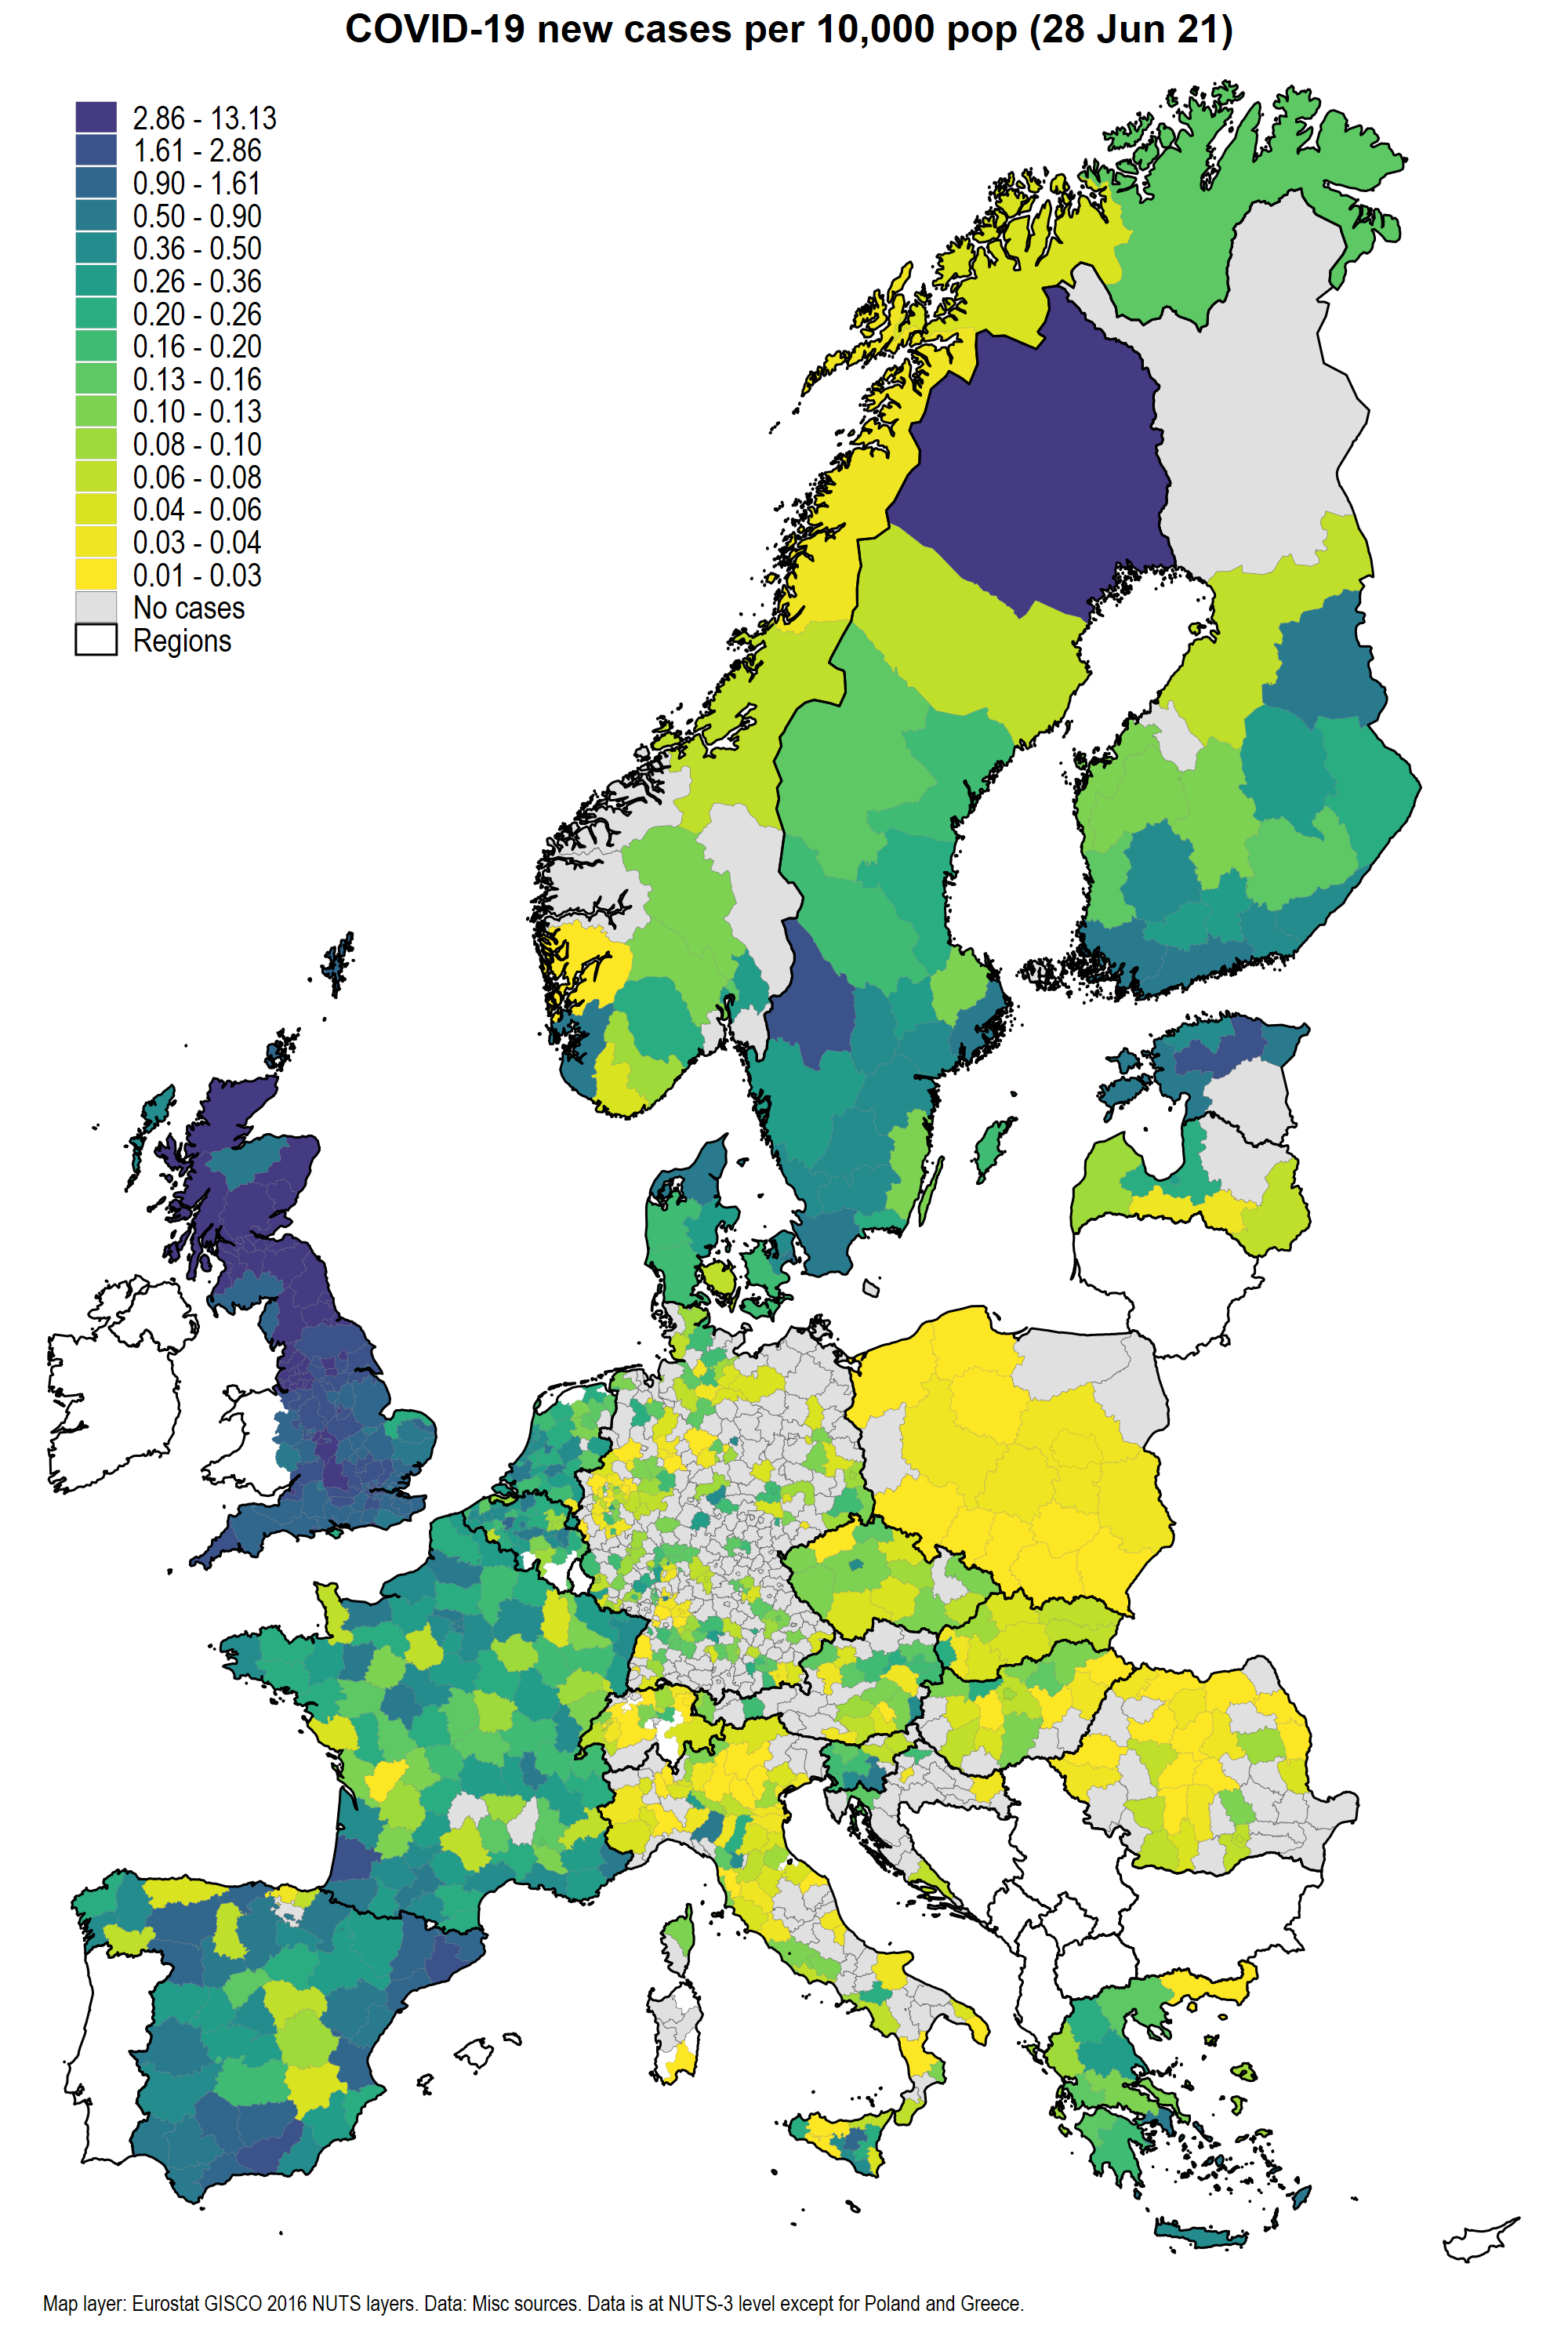 COVID-19 new cases per 10,000 pop (28 Jun 21)
2.86 - 13.13
1.61 - 2.86
0.90 - 1.61
0.50 - 0.90
0.36 - 0.50
0.26 - 0.36
0.20 - 0.26
0.16 - 0.20
0.13 - 0.16
0.10 - 0.13
0.08 - 0.10
0.06 - 0.08
0.04 - 0.06
0.03 - 0.04
0.01 - 0.03
No cases
Regions
Map layer: Eurostat GISCO 2016 NUTS layers. Data: Misc sources. Data is at NUTS-3 level except for Poland and Greece.